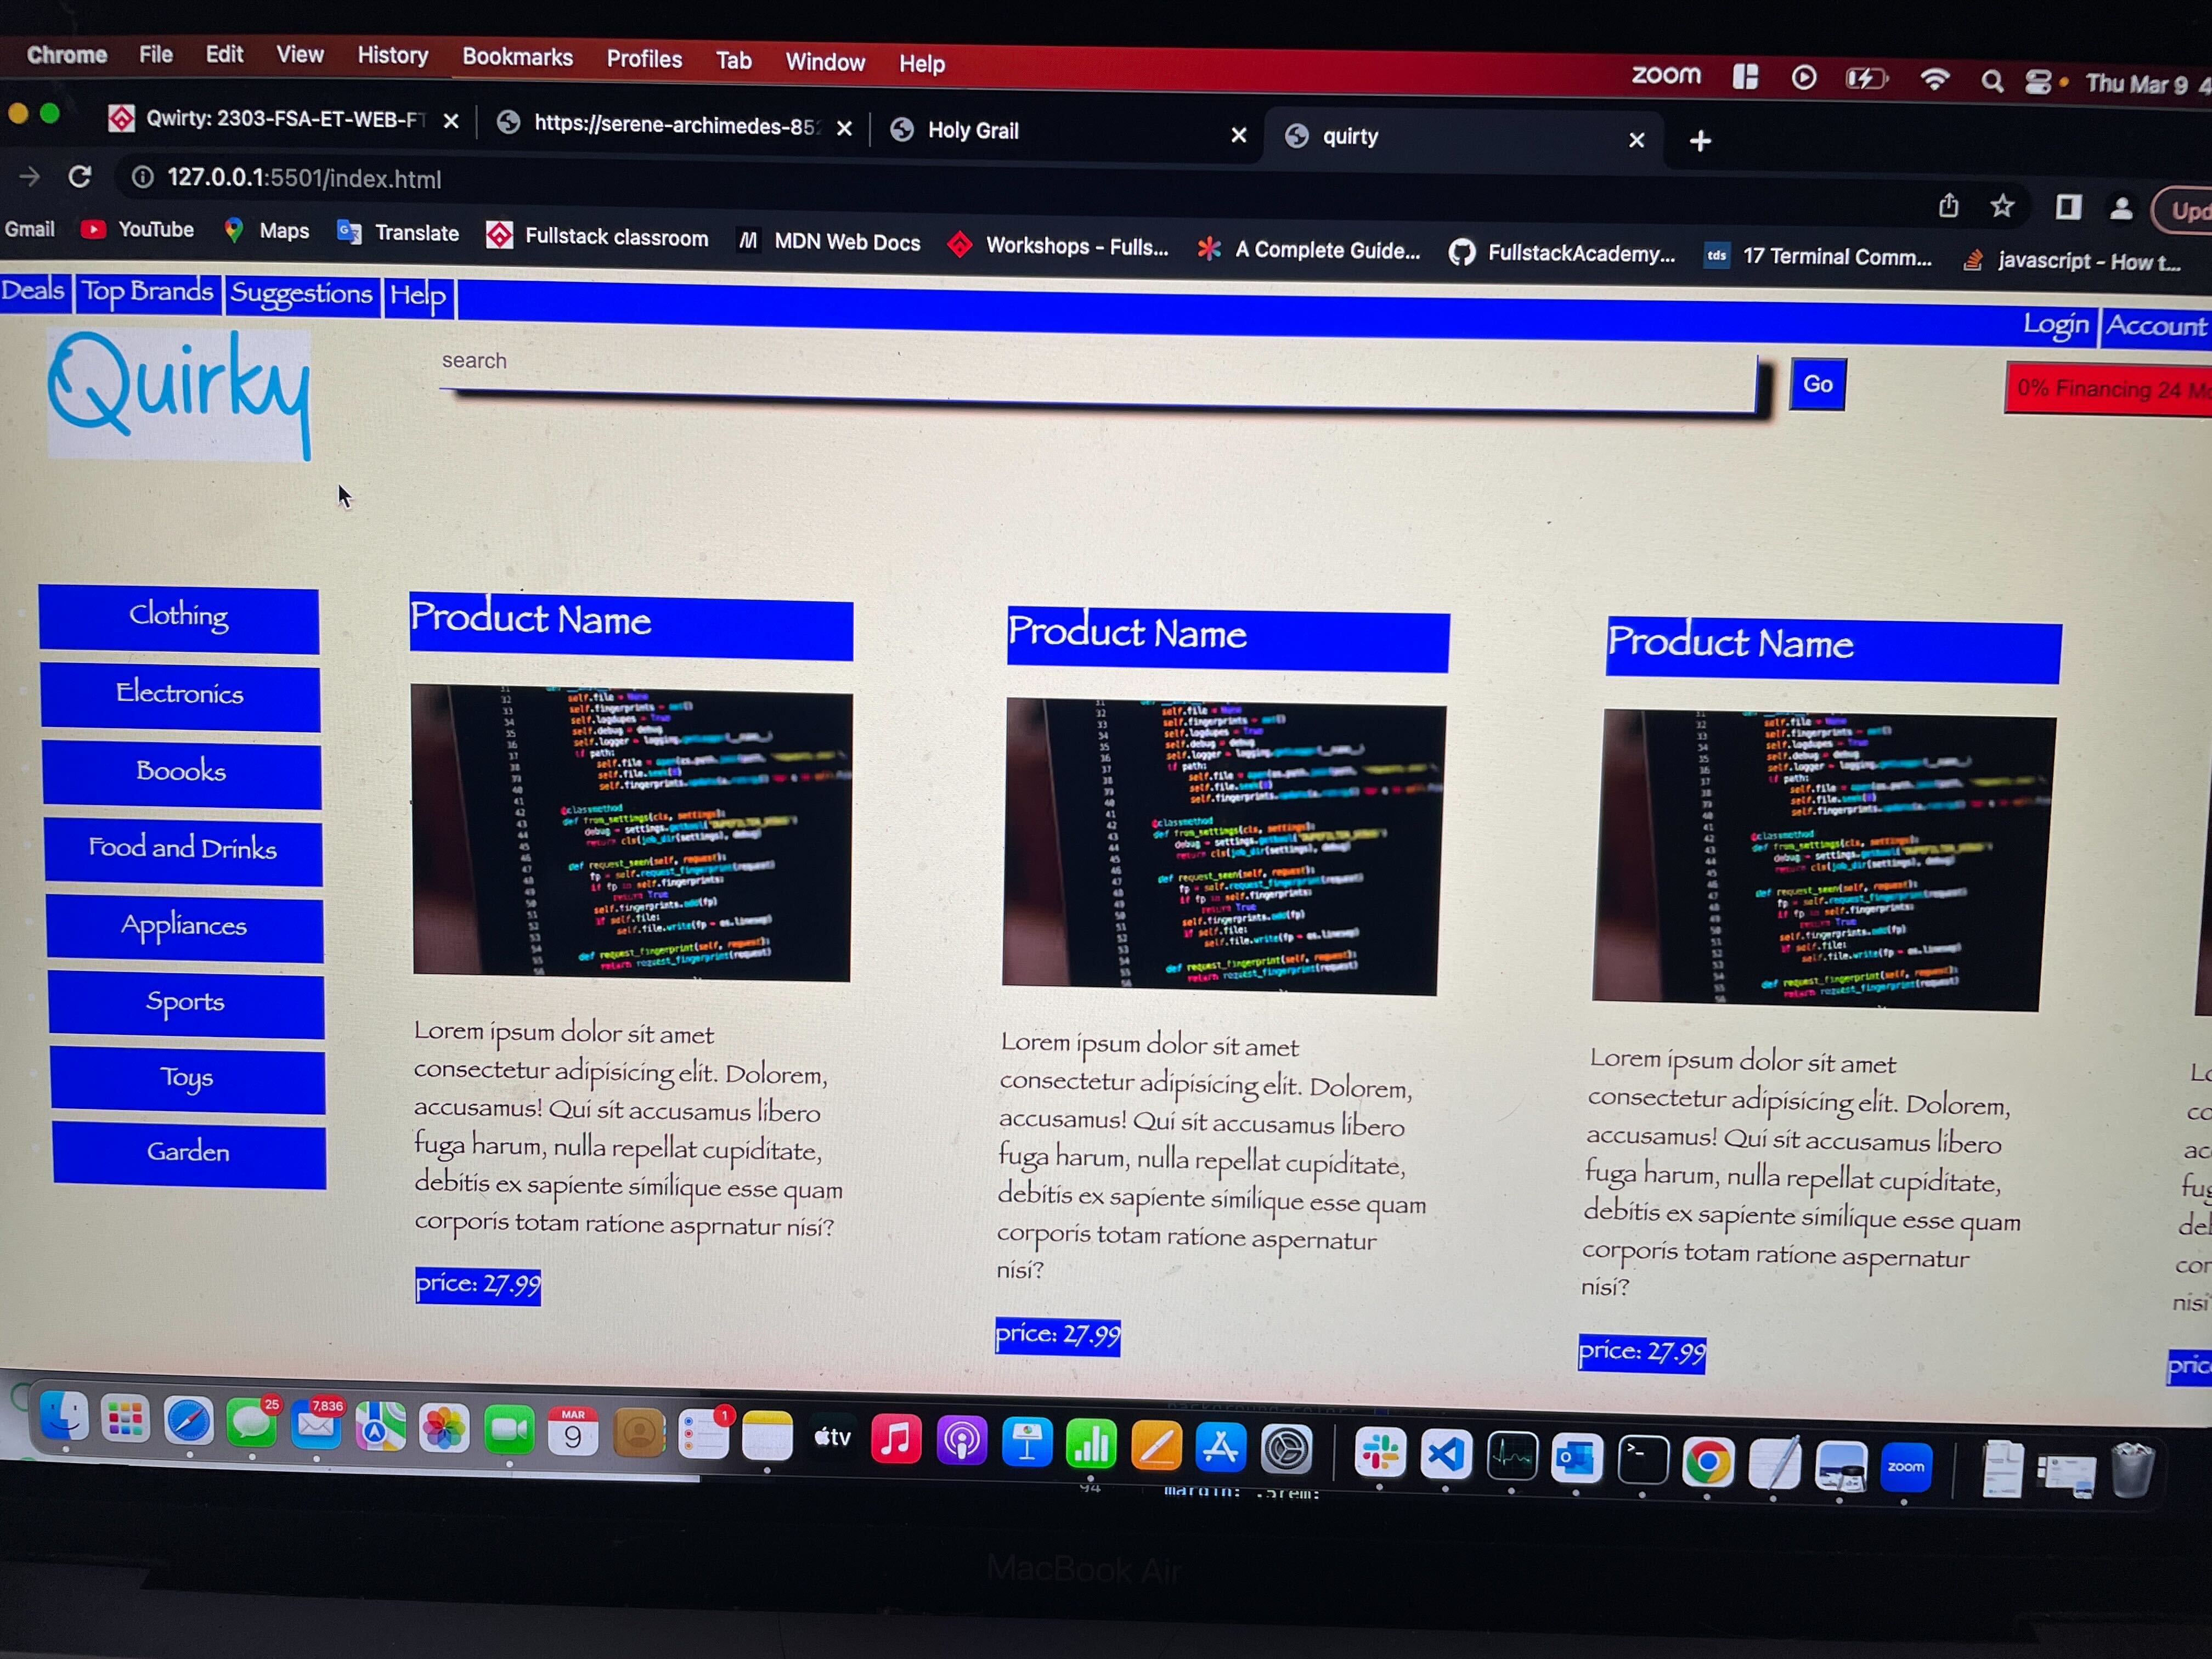 Chrome File Edit View History Bookmarks Profiles Tab Window Help zoom Thu Mar 9 4
Qwirty: 2303-FSA-ET-WEB-FT https://serene-archimedes-85 Holy Grail quirty
127.0.0.1:5501/index.html
Upd
Gmail YouTube Maps Translate Fullstack classroom MDN Web Docs Workshops - Fulls... A Complete Guide... FullstackAcademy... tds 17 Terminal Comm... javascript - How t...
Deals Top Brands Suggestions Help
Login Account
Quirky
search
Go
0% Financing 24 Mo
Clothing
Electronics
Boooks
Food and Drinks
Appliances
Sports
Toys
Garden
Product Name
Lorem ipsum dolor sit amet
consectetur adipisicing elit. Dolorem,
accusamus! Qui sit accusamus libero
fuga harum, nulla repellat cupiditate,
debitis ex sapiente similique esse quam
corporis totam ratione asprnatur nisi?
price: 27.99
Product Name
Lorem ipsum dolor sit amet
consectetur adipisicing elit. Dolorem,
accusamus! Qui sit accusamus libero
fuga harum, nulla repellat cupiditate,
debitis ex sapiente similique esse quam
corporis totam ratione aspernatur
nisi?
price: 27.99
Product Name
Lorem ipsum dolor sit amet
consectetur adipisicing elit. Dolorem,
accusamus! Qui sit accusamus libero
fuga harum, nulla repellat cupiditate,
debitis ex sapiente similique esse quam
corporis totam ratione aspernatur
nisi?
price: 27.99
Lo
co
ac
fug
del
cor
nisi
pric
25
7,836
MAR
9
1
tv
zoom
94
MacBook Air